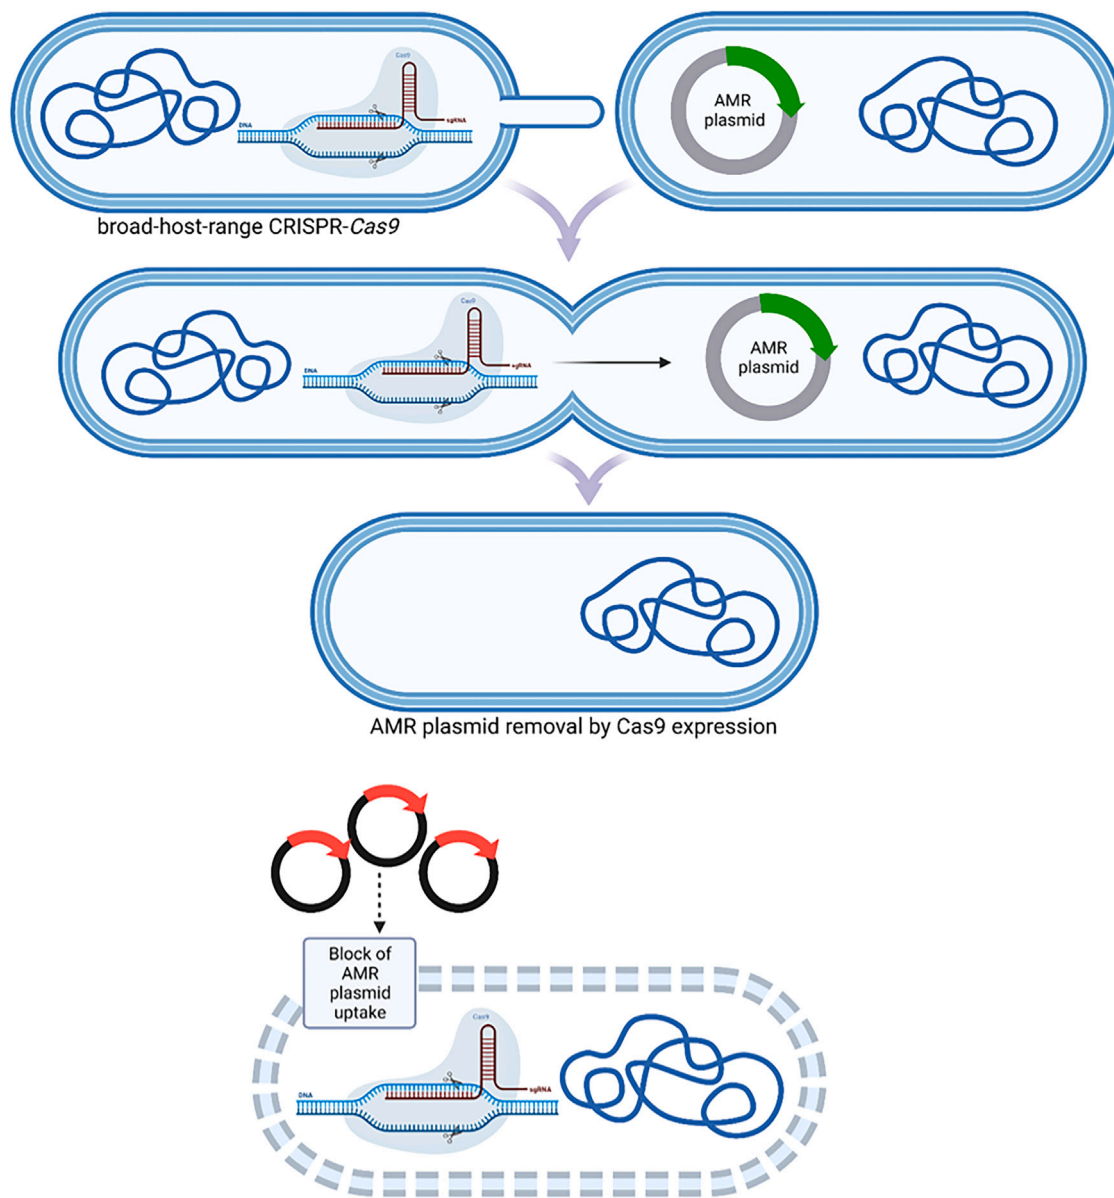 Cas9
DNA
sgRNA
AMR
plasmid
broad-host-range CRISPR-Cas9
Cas9
DNA
sgRNA
AMR
plasmid
AMR plasmid removal by Cas9 expression
Block of
AMR
plasmid
uptake
Cas9
DNA
sgRNA